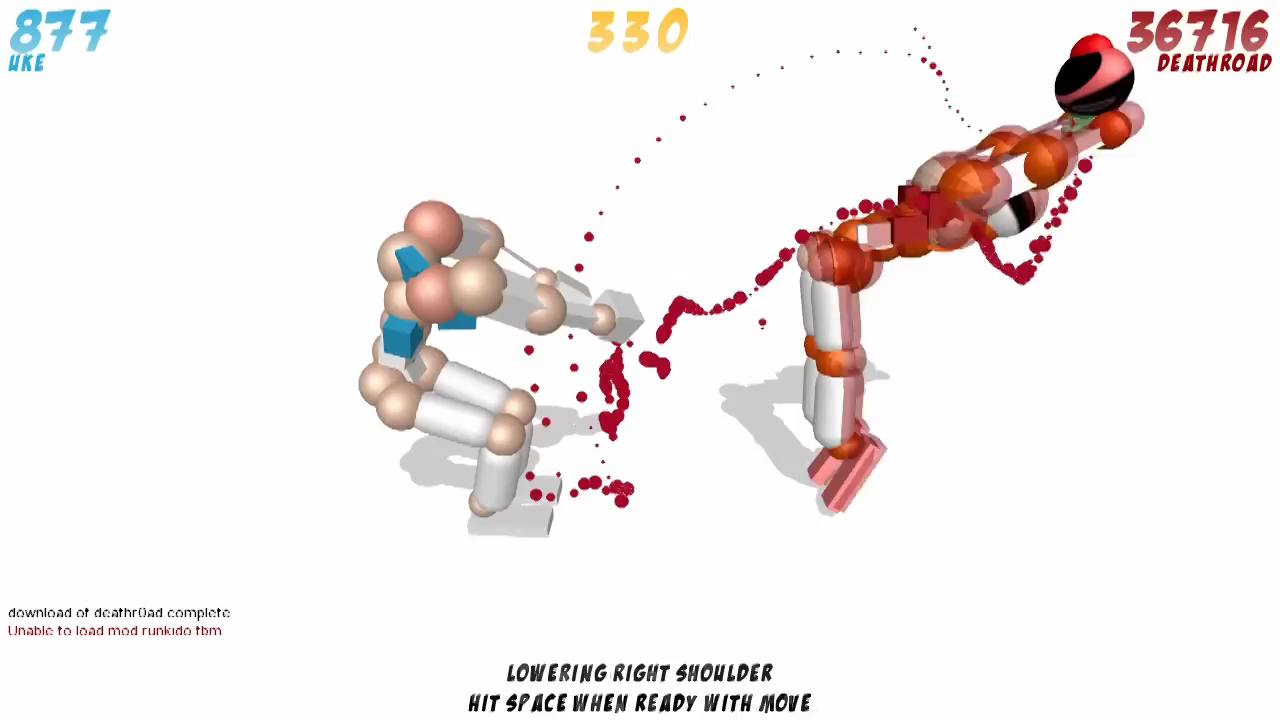 877
UKE
330
36716
DEATHROAD
download of deathr0ad complete
Unable to load mod runkido tbm
LOWERING RIGHT SHOULDER
HIT SPACE WHEN READY WITH MOVE